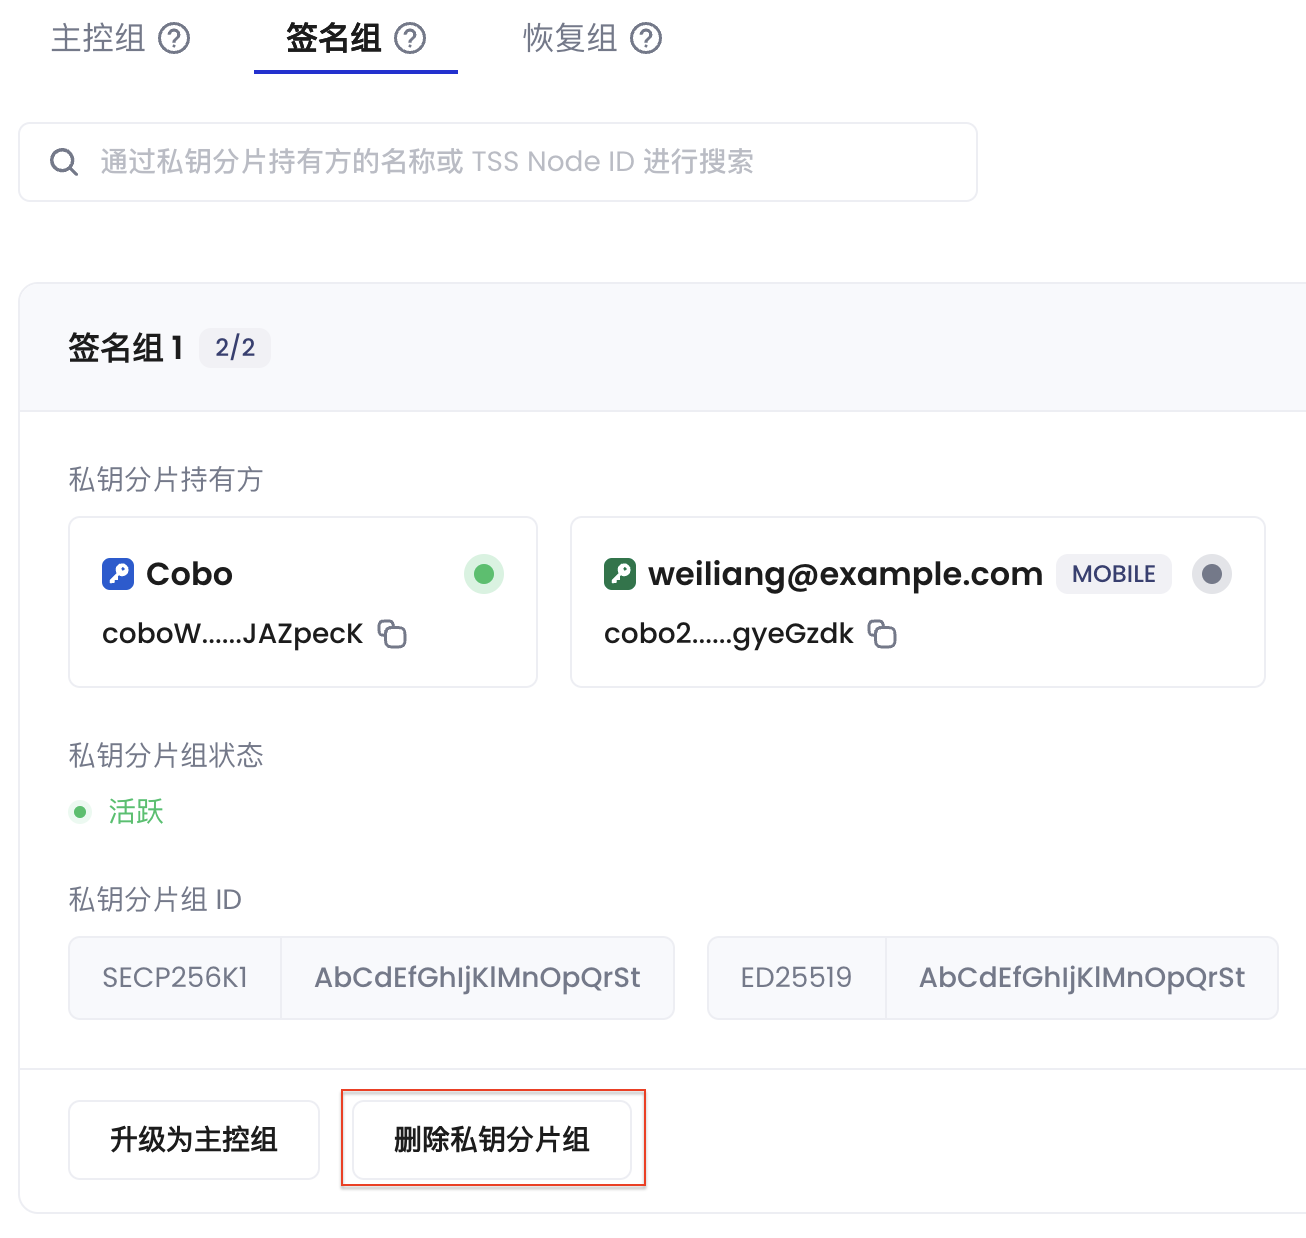 主控组 签名组 恢复组
通过私钥分片持有方的名称或 TSS Node ID 进行搜索
签名组 1 2/2
私钥分片持有方
Cobo
coboW......JAZpecK
weiliang@example.com MOBILE
cobo2......gyeGzdk
私钥分片组状态
活跃
私钥分片组 ID
SECP256K1 AbCdEfGhIjKlMnOpQrSt ED25519 AbCdEfGhIjKlMnOpQrSt
升级为主控组 删除私钥分片组